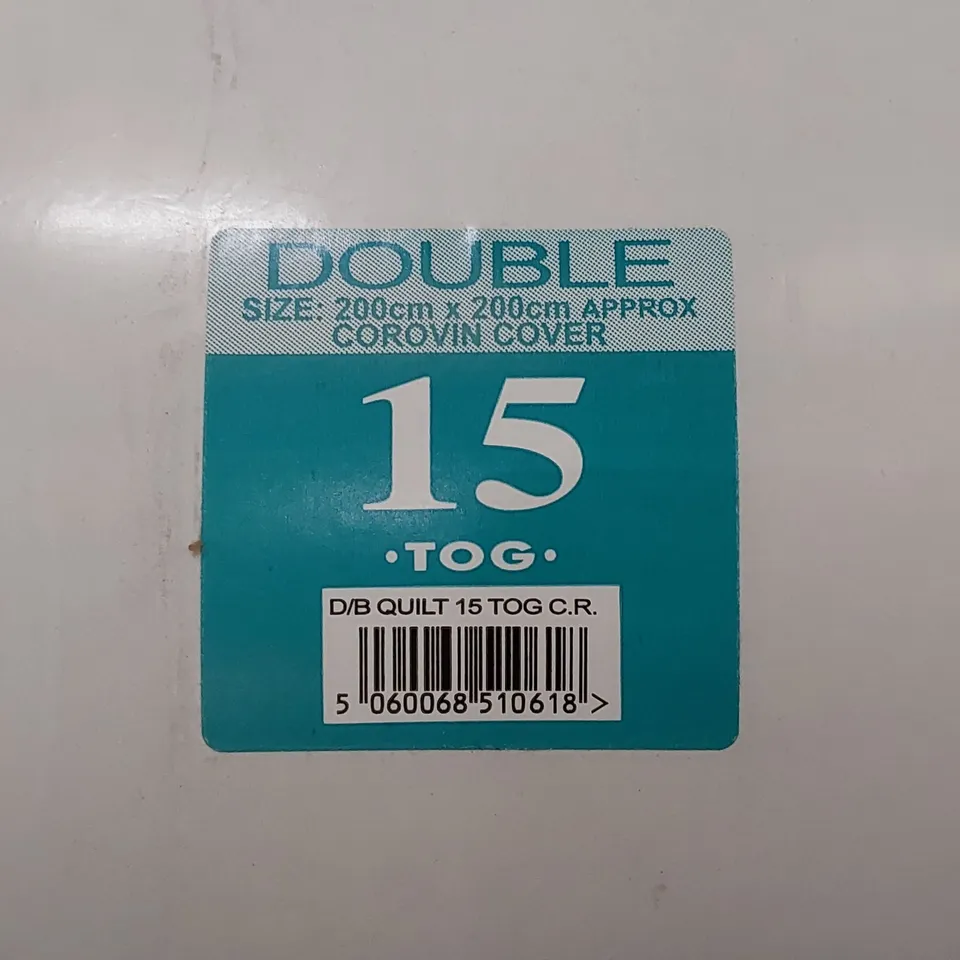 DOUBLE
SIZE: 200cm x 200cm APPROX
COROVIN COVER
15
•TOG•
D/B QUILT 15 TOG C.R.
5 060068 510618 >